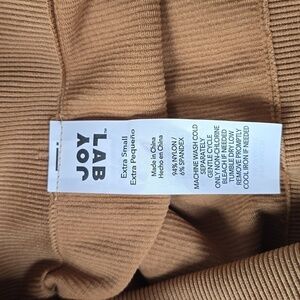 JOY
LAB™
Extra Small
Extra Pequeño
Made in China
Hecho en China
94% NYLON /
6% SPANDEX
MACHINE WASH COLD
SEPARATELY
GENTLE CYCLE
ONLY NON-CHLORINE
BLEACH IF NEEDED
TUMBLE DRY LOW
REMOVE PROMPTLY
COOL IRON IF NEEDED